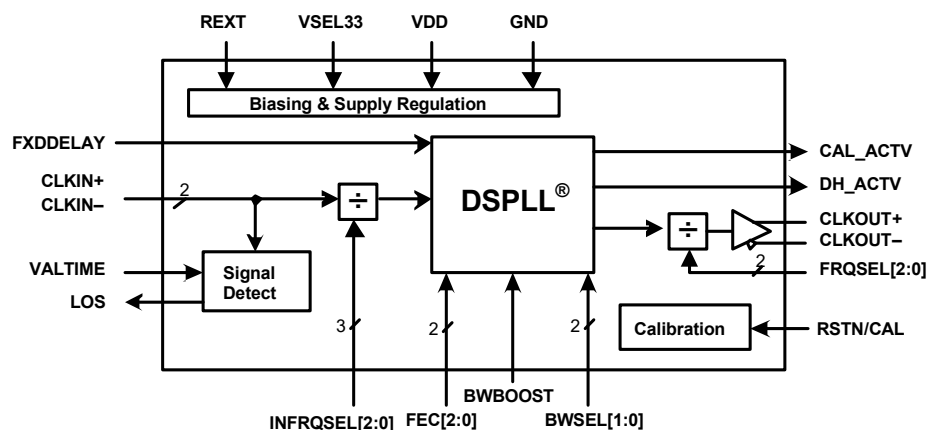 REXT VSEL33 VDD GND
Biasing & Supply Regulation
FXDDELAY
CAL_ACTV
CLKIN+
CLKIN–
2
÷
DSPLL®
DH_ACTV
CLKOUT+
CLKOUT–
÷
2
FRQSEL[2:0]
VALTIME
LOS
Signal
Detect
3
2
2
Calibration
RSTN/CAL
BWBOOST
INFRQSEL[2:0] FEC[2:0] BWSEL[1:0]